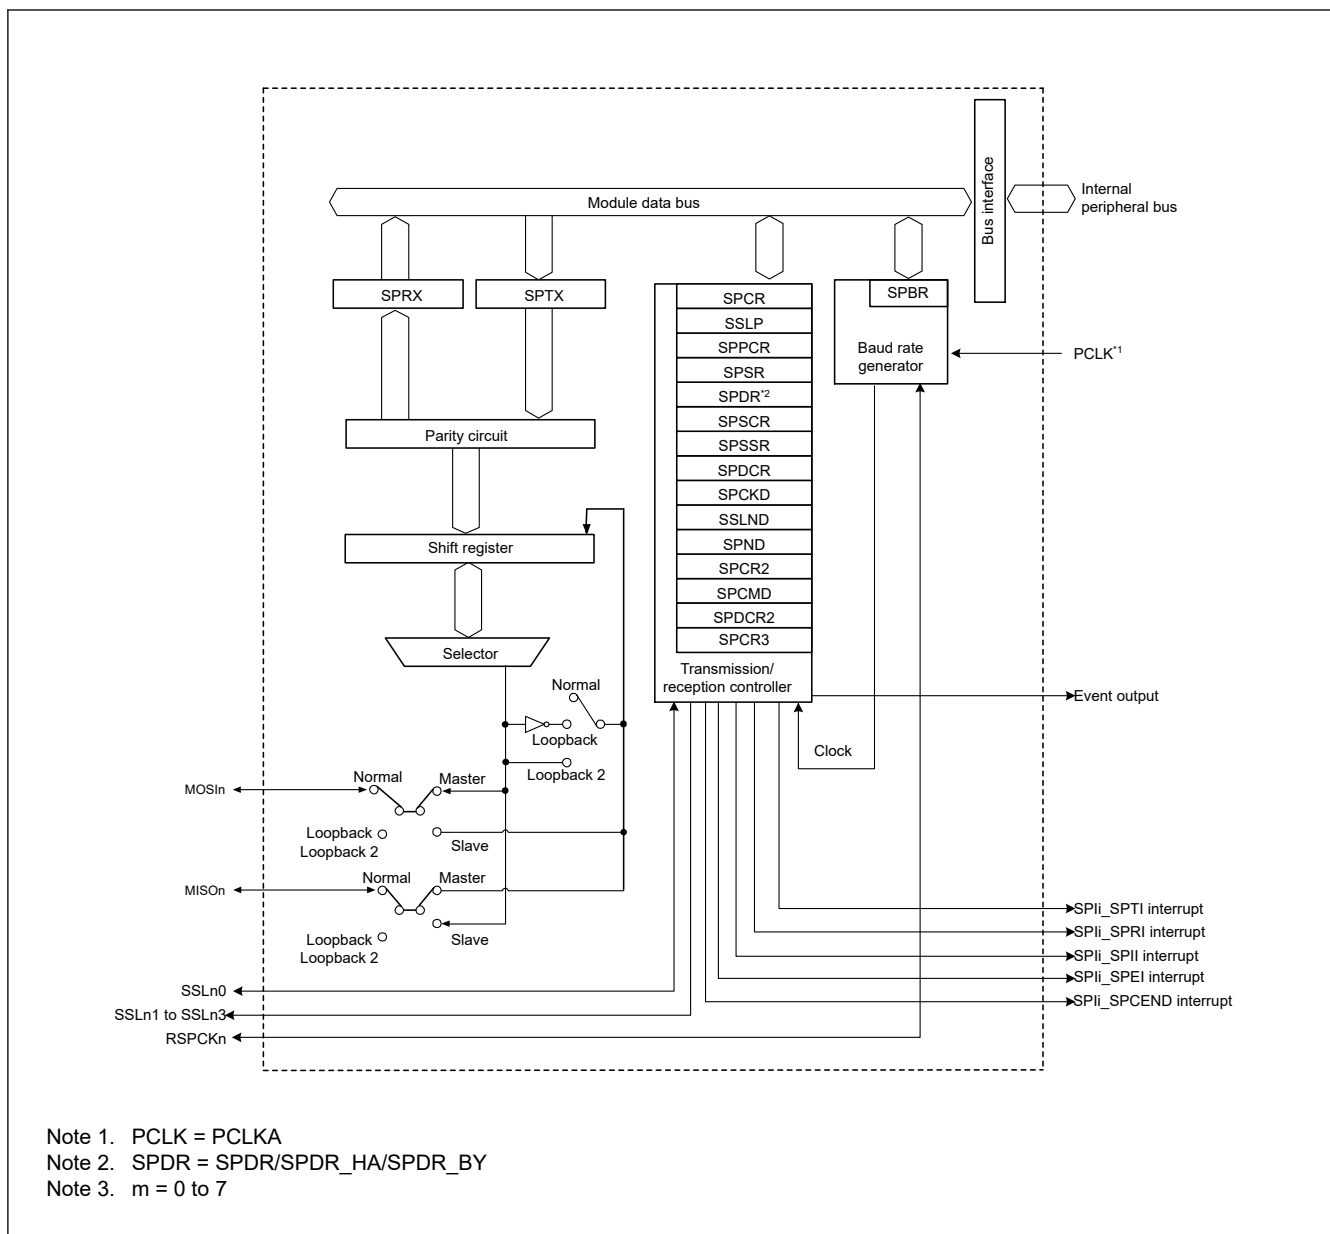 Module data bus
Bus interface
Internal
peripheral bus
SPRX
SPTX
SPCR
SSLP
SPPCR
SPSR
SPDR*2
SPSCR
SPSSR
SPDCR
SPCKD
SSLND
SPND
SPCR2
SPCMD
SPDCR2
SPCR3
Transmission/
reception controller
SPBR
Baud rate
generator
PCLK*1
Parity circuit
Shift register
Selector
Normal
Loopback
Loopback 2
Event output
Clock
MOSIn
Normal
Master
Loopback
Loopback 2
Slave
MISOn
Normal
Master
Loopback
Loopback 2
Slave
SPIi_SPTI interrupt
SPIi_SPRI interrupt
SPIi_SPII interrupt
SPIi_SPEI interrupt
SPIi_SPCEND interrupt
SSLn0
SSLn1 to SSLn3
RSPCKn
Note 1. PCLK = PCLKA
Note 2. SPDR = SPDR/SPDR_HA/SPDR_BY
Note 3. m = 0 to 7